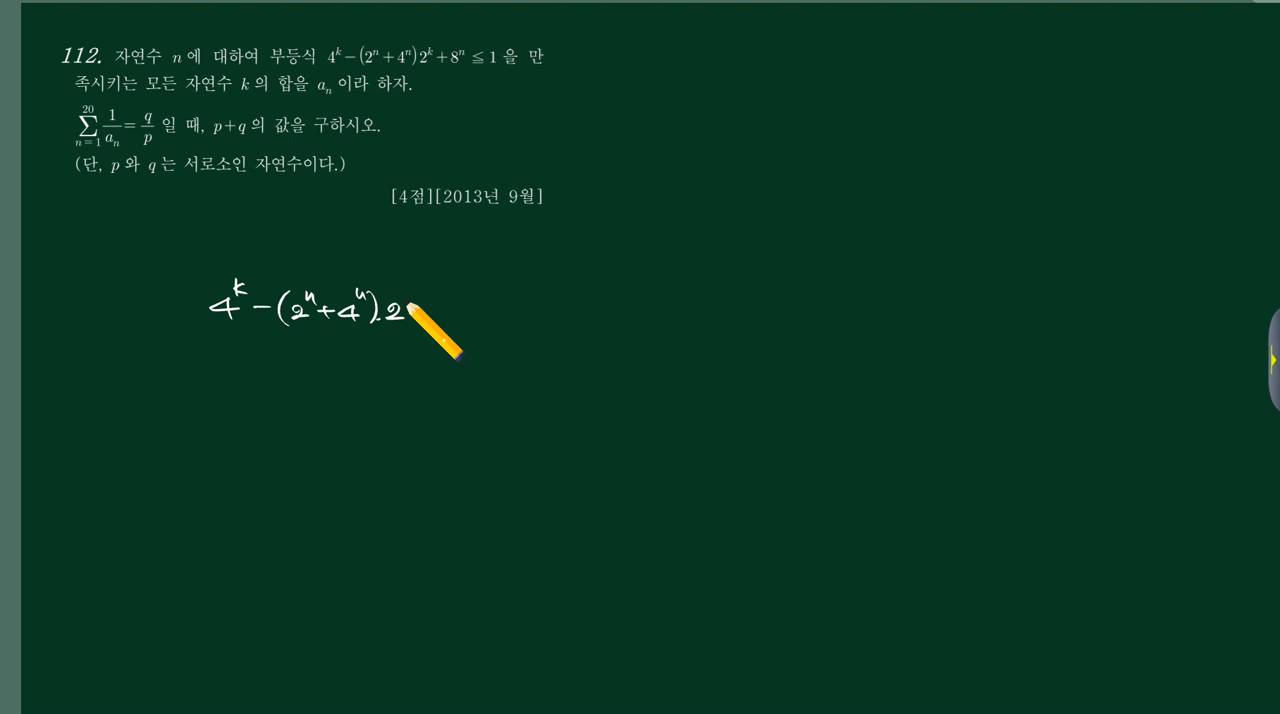 112. 자연수 n에 대하여 부등식 4^k-(2^n+4^n)2^k+8^n≦1을 만
족시키는 모든 자연수 k의 합을 a_n이라 하자.
\sum_{n=1}^{20} \frac{1}{a_n} = \frac{q}{p} 일 때, p+q의 값을 구하시오.
(단, p와 q는 서로소인 자연수이다.)
[4점][2013년 9월]
4^k-(2^n+4^n).2